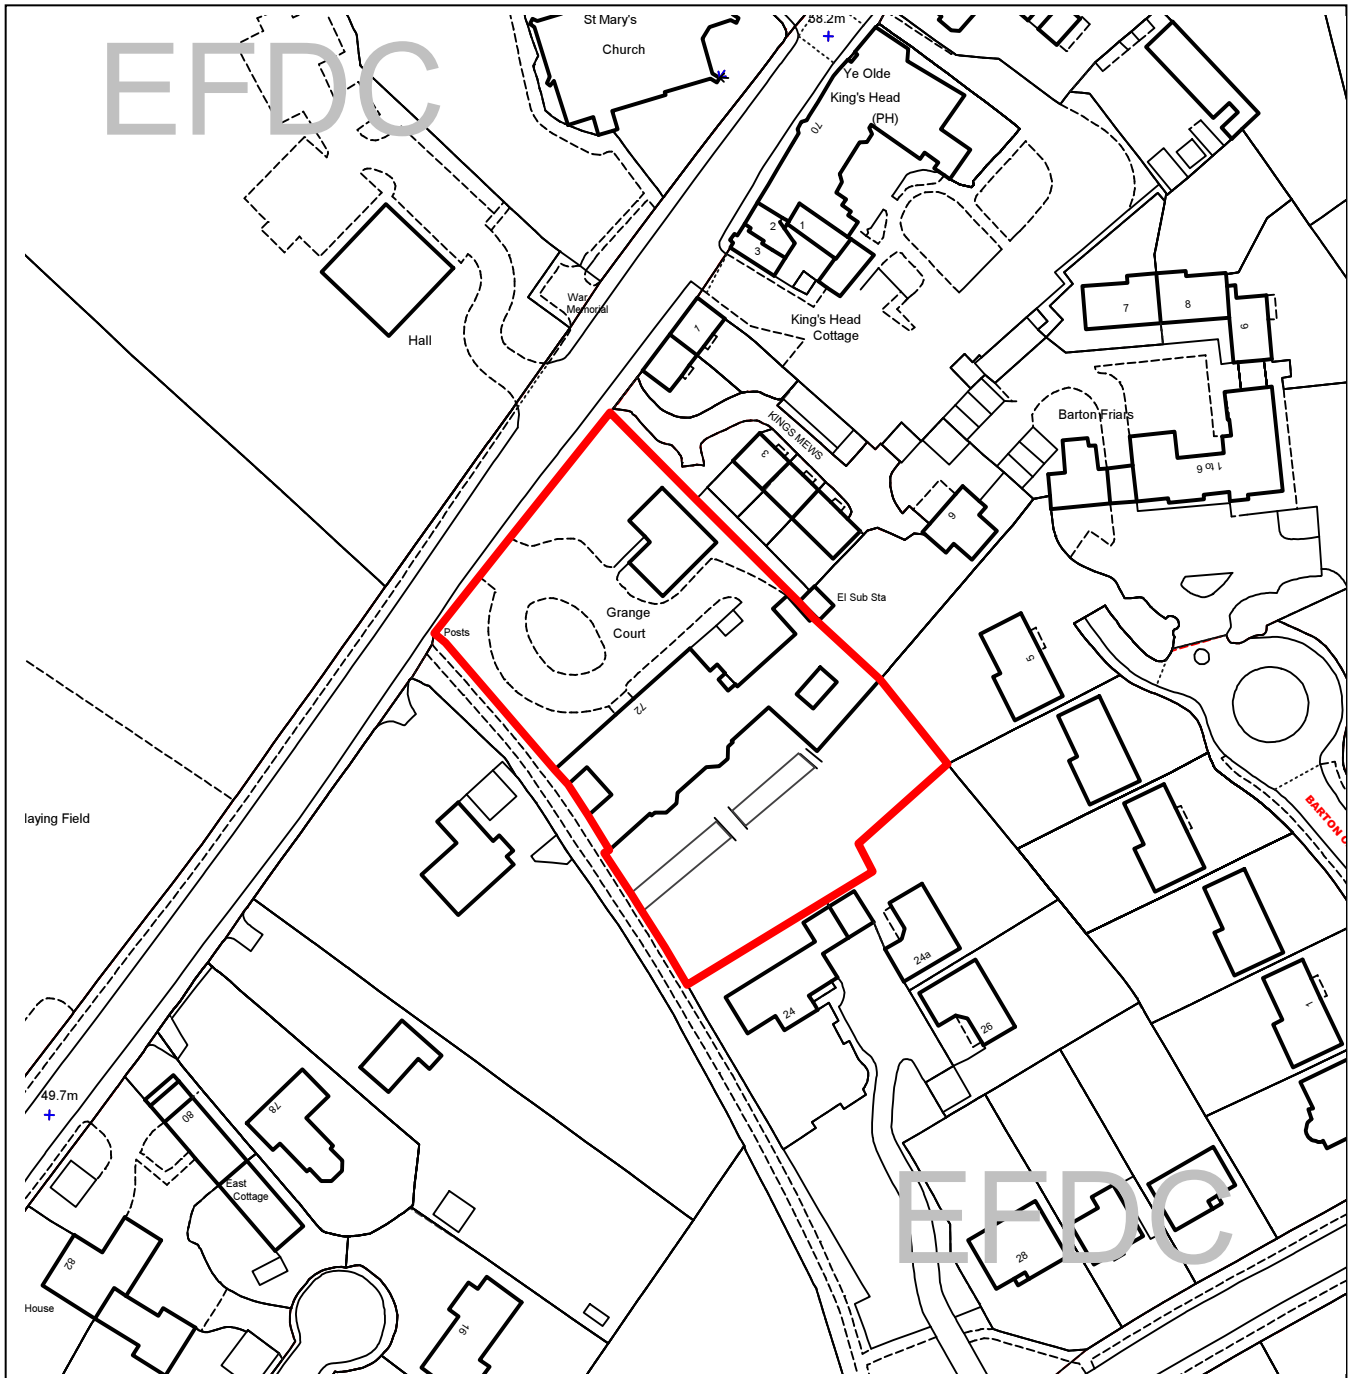 EFDC
St Mary's
Church
58.2m
Ye Olde
King's Head
(PH)
70
2
1
3
War
Memorial
Hall
1
King's Head
Cottage
7
8
9
Barton Friars
1 to 6
KINGS MEWS
3
6
El Sub Sta
Grange
Court
Posts
72
5
BARTON
laying Field
24a
24
26
1
49.7m
80
78
East
Cottage
82
House
16
EFDC
28